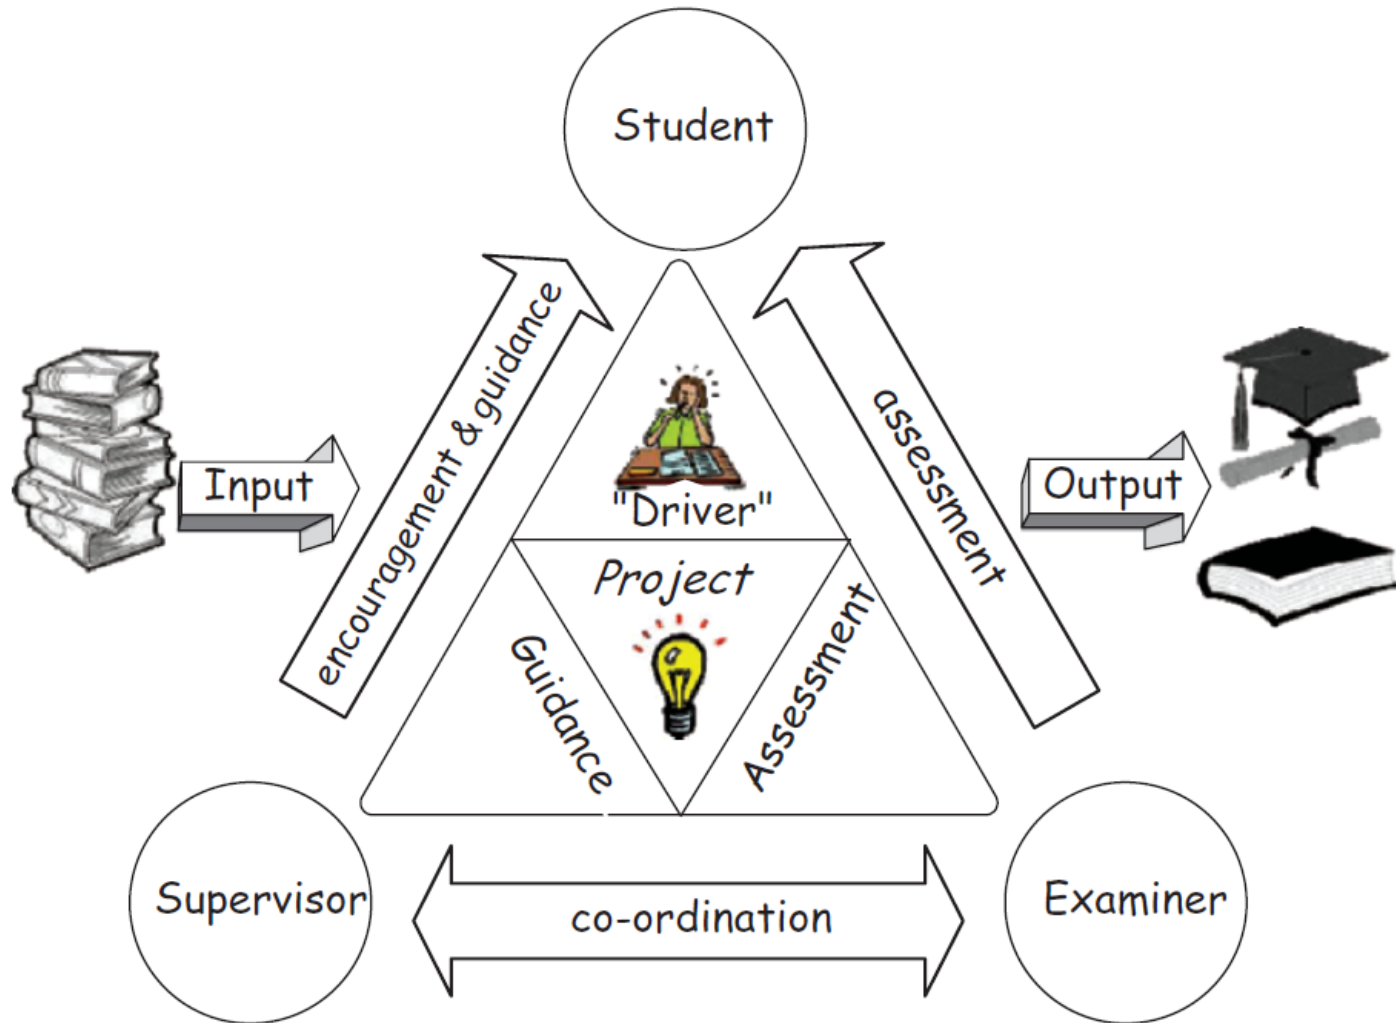 Student
encouragement & guidance
assessment
Input
Output
"Driver"
Project
Guidance
Assessment
Supervisor
co-ordination
Examiner